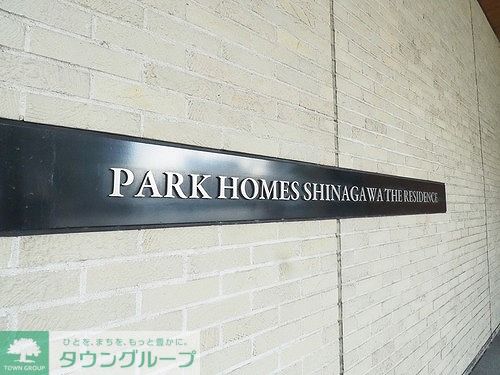 PARK HOMES SHINAGAWA THE RESIDENCE
ひとを、まちを、もっと豊かに。
タウングループ
TOWN GROUP